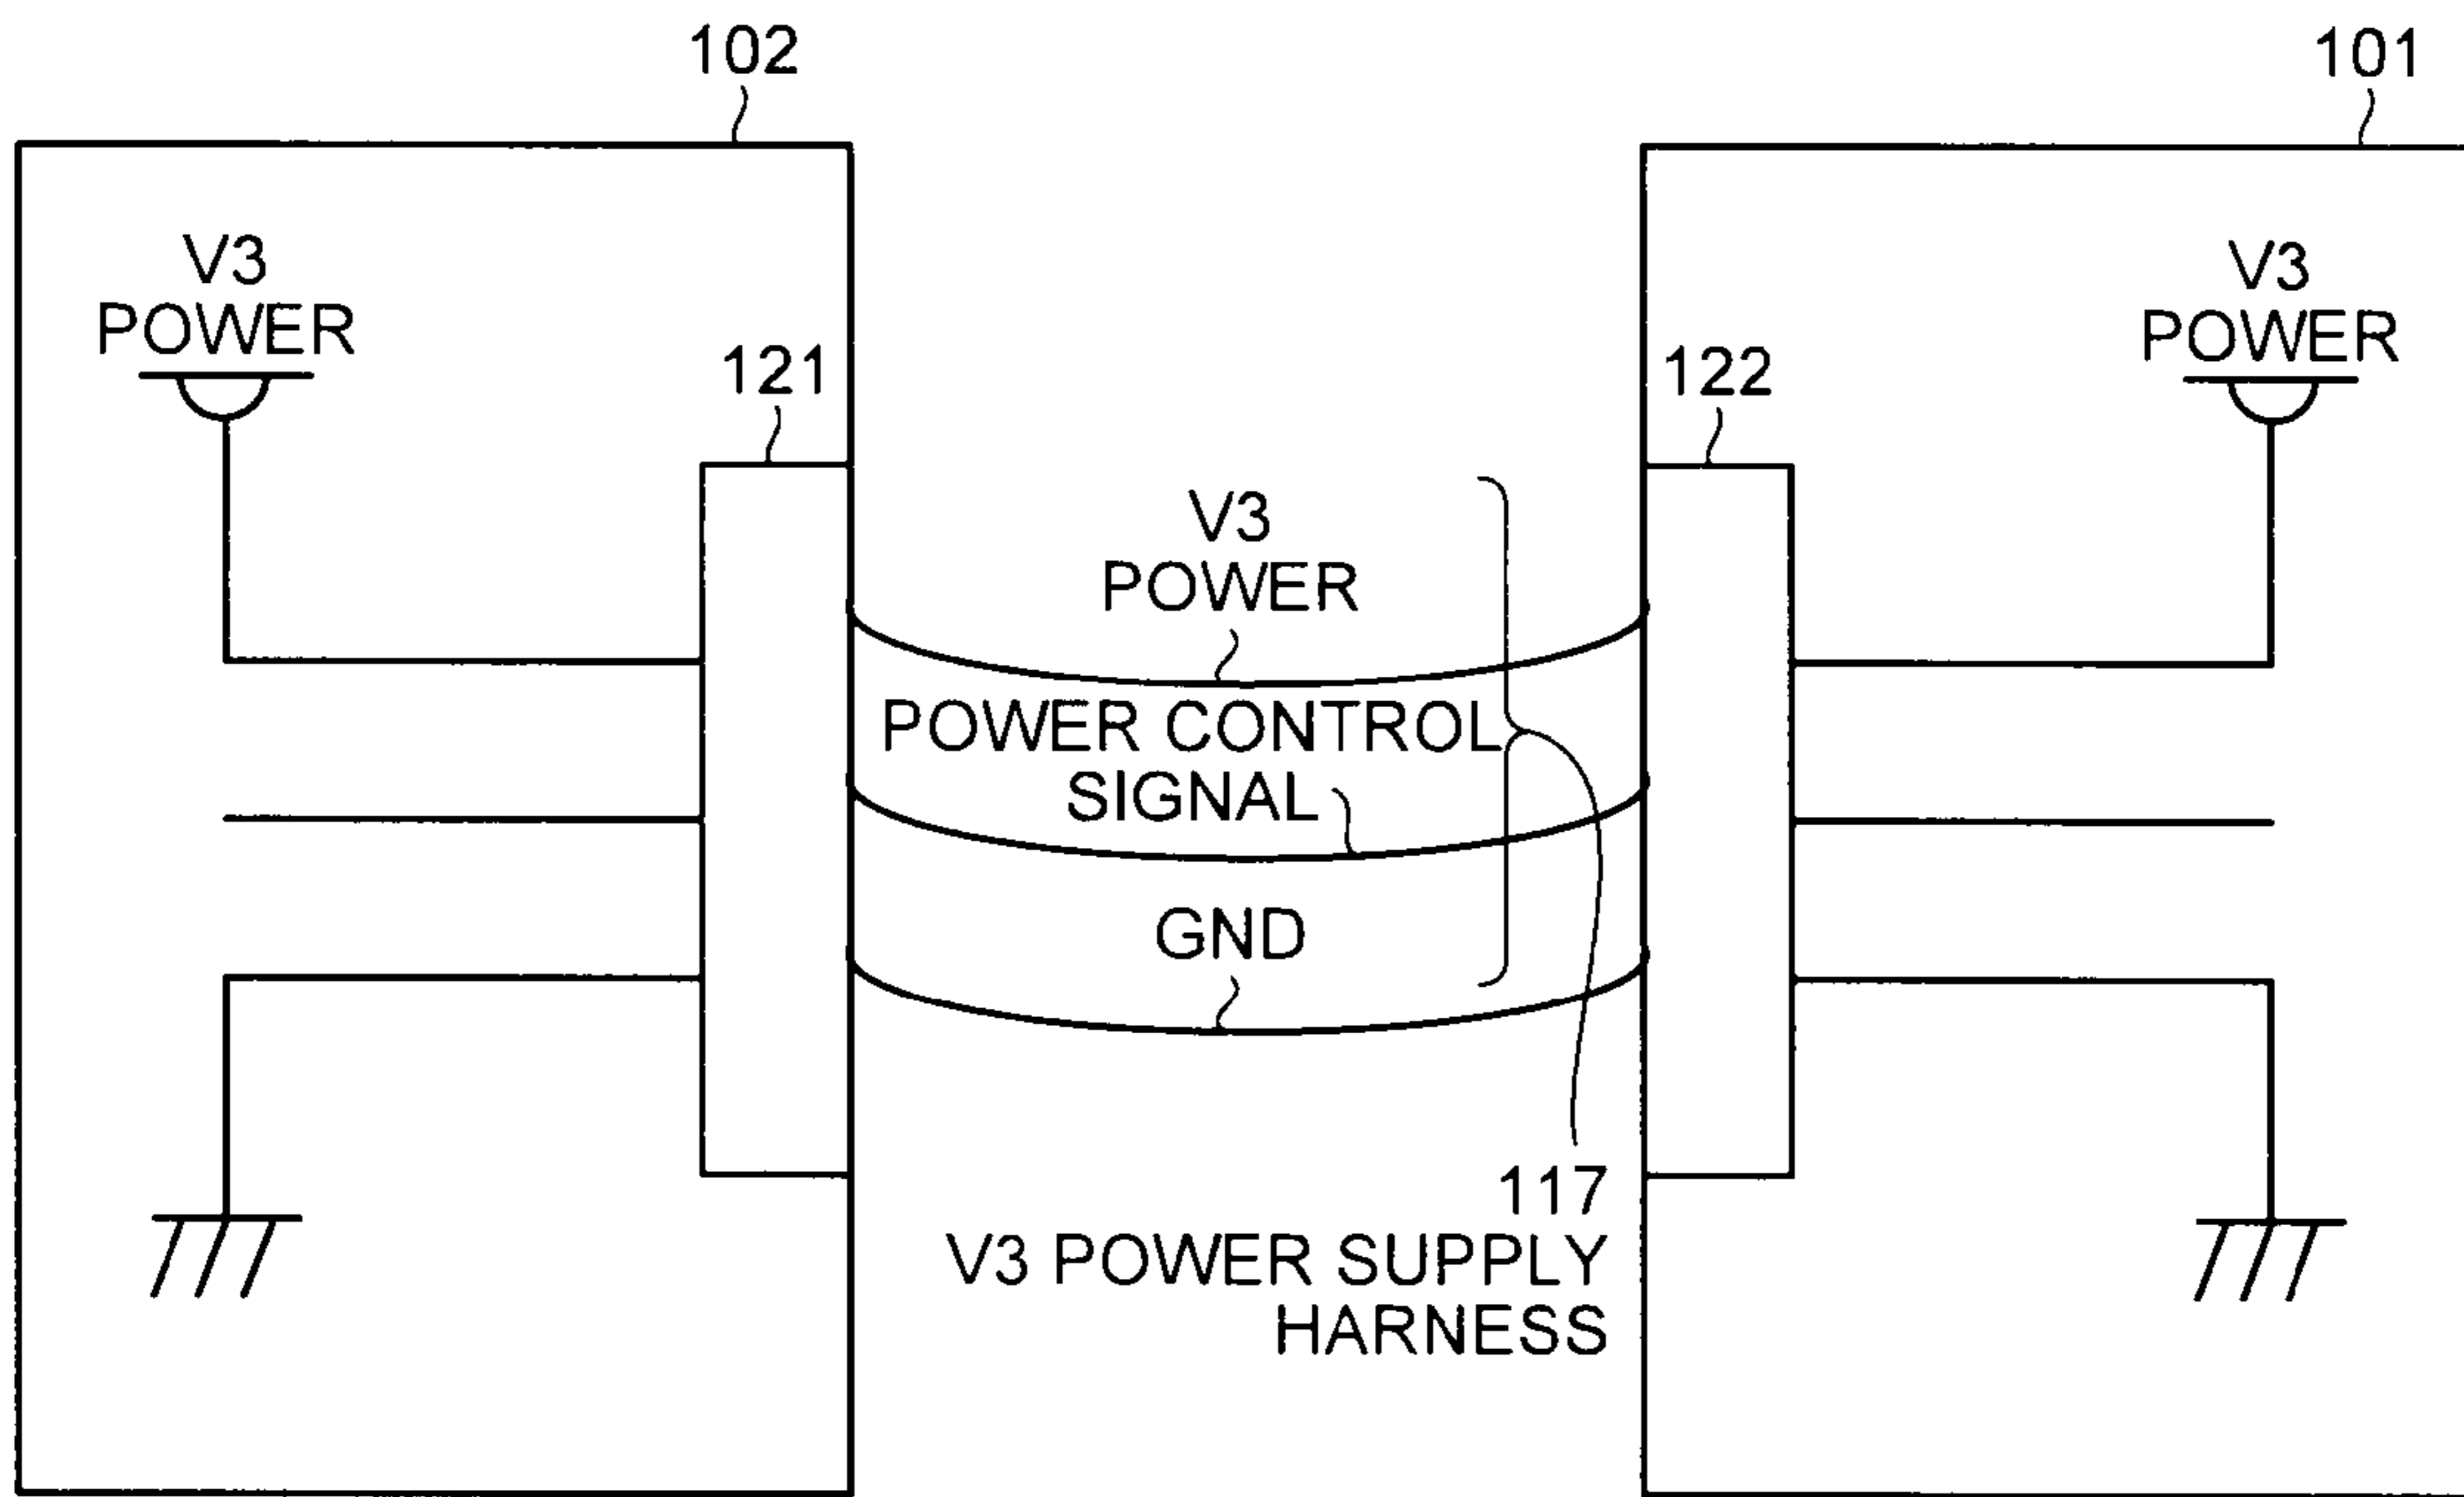 102
101
V3
POWER
V3
POWER
121
122
V3
POWER
POWER CONTROL
SIGNAL
GND
117
V3 POWER SUPPLY
HARNESS